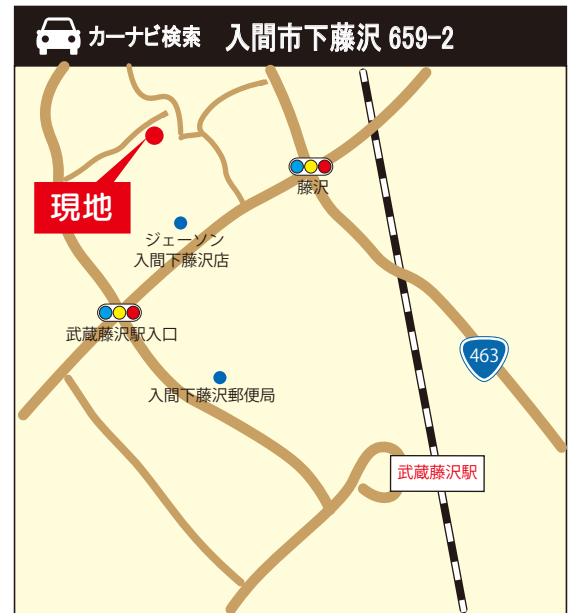 カーナビ検索 入間市下藤沢 659-2
藤沢
現地
ジェーソン
入間下藤沢店
武蔵藤沢駅入口
463
入間下藤沢郵便局
武蔵藤沢駅